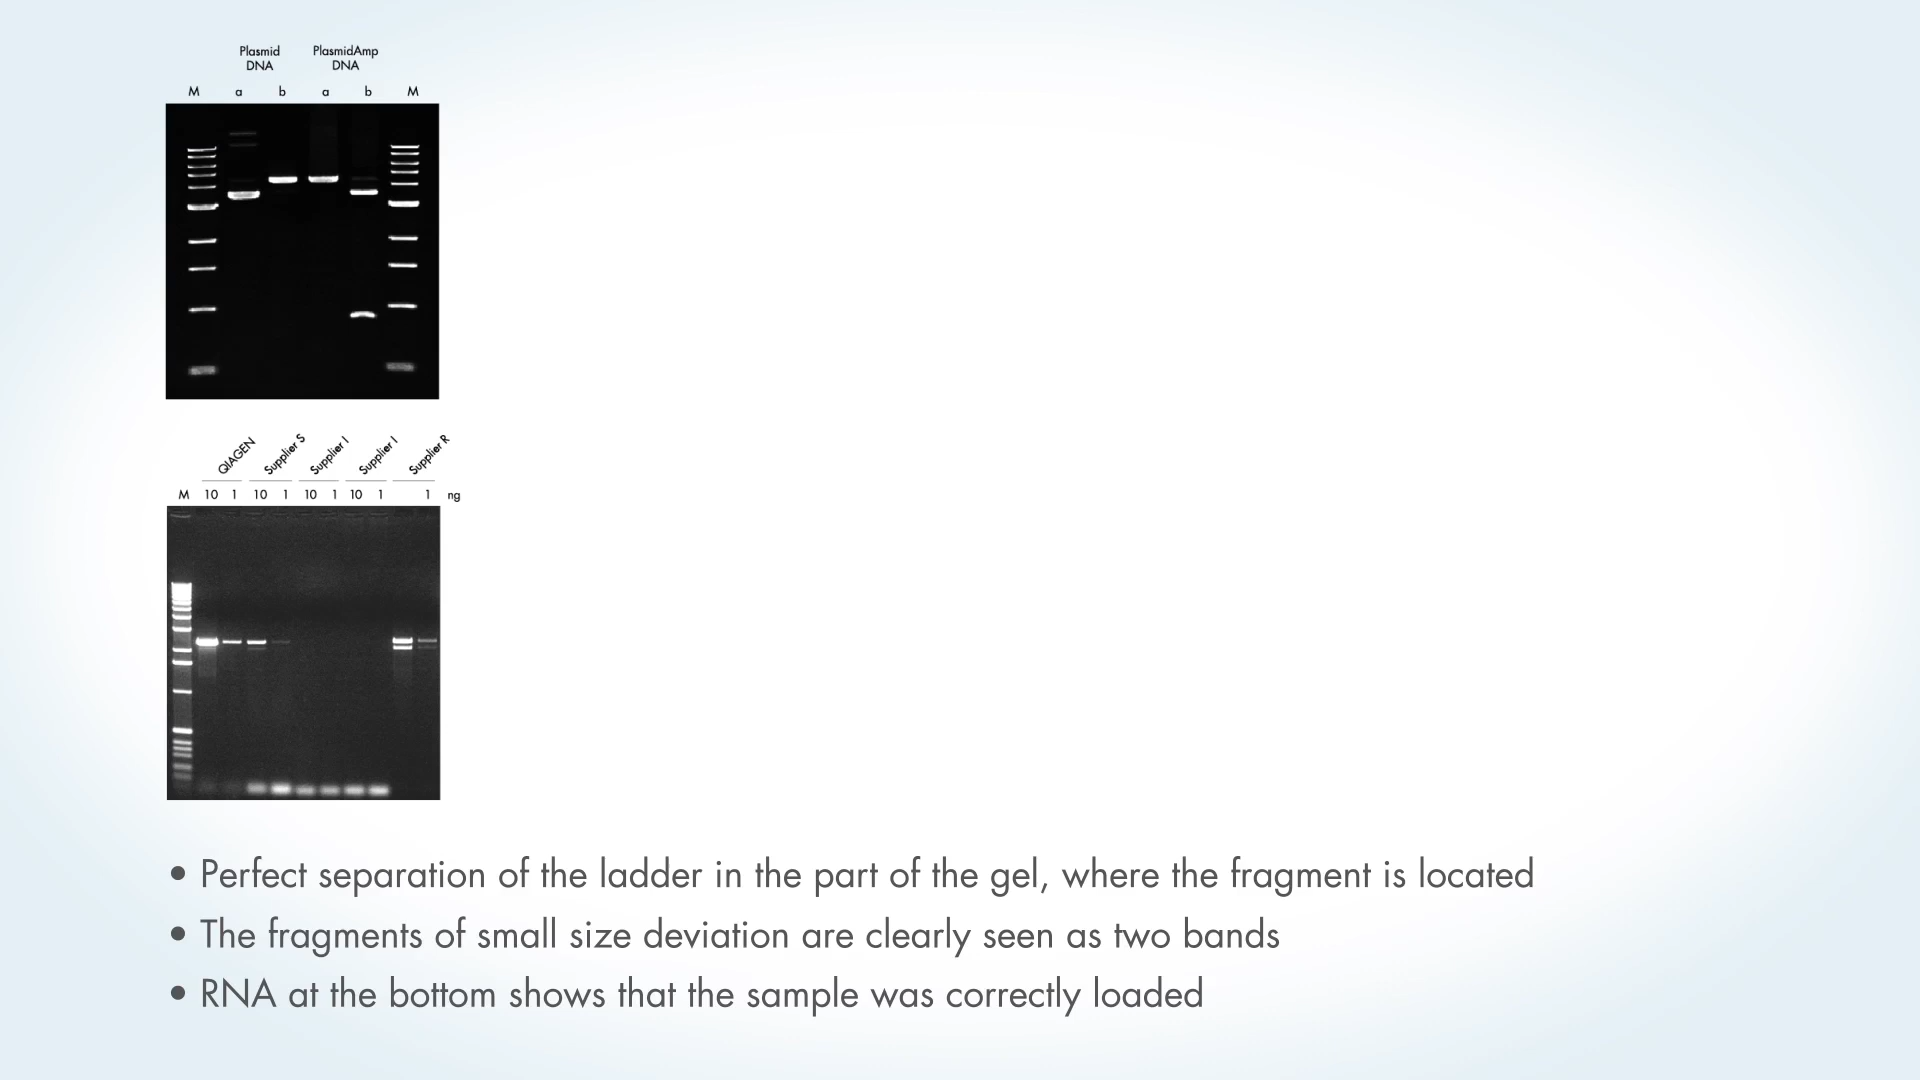 Plasmid PlasmidAmp
DNA DNA
M a b a b M
QIAGEN Supplier S Supplier I Supplier I Supplier R
M 10 1 10 1 10 1 10 1 1 ng
• Perfect separation of the ladder in the part of the gel, where the fragment is located
• The fragments of small size deviation are clearly seen as two bands
• RNA at the bottom shows that the sample was correctly loaded